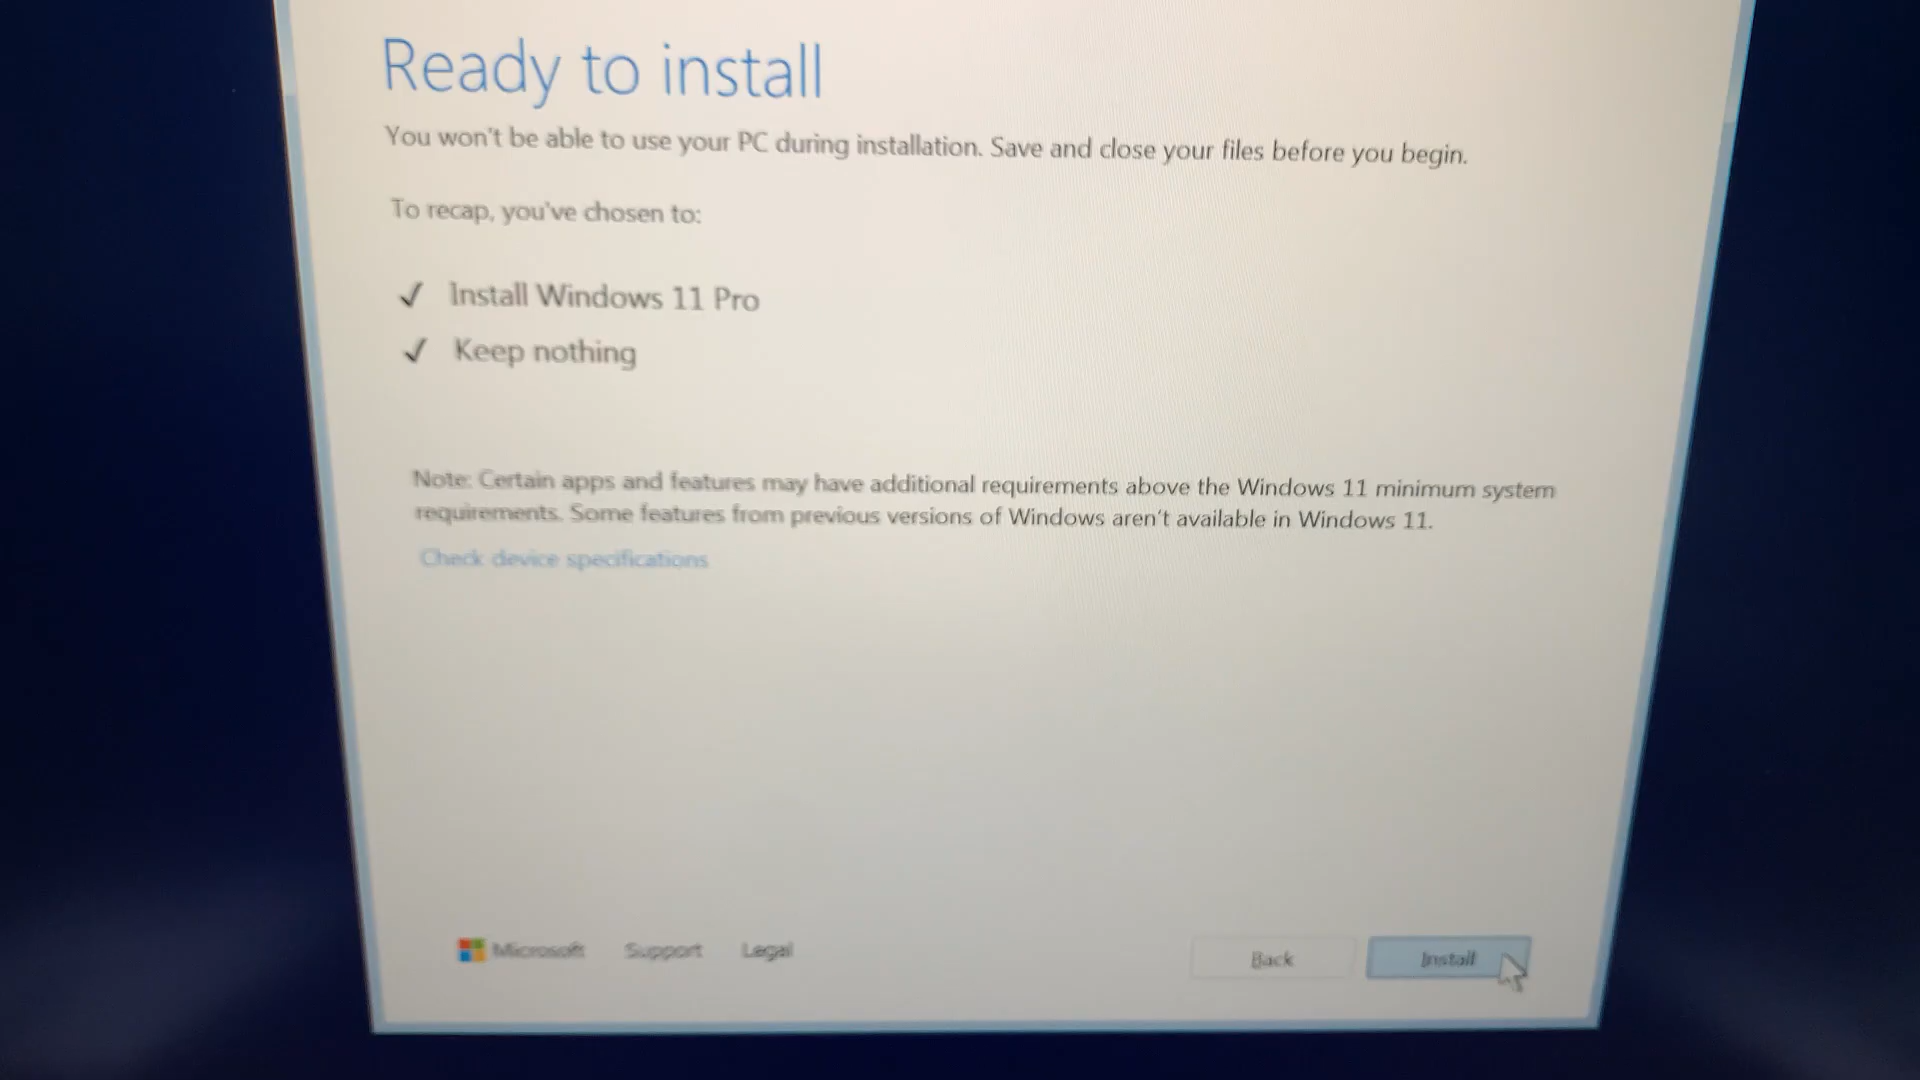 Ready to install
You won't be able to use your PC during installation. Save and close your files before you begin.
To recap, you've chosen to:
✓ Install Windows 11 Pro
✓ Keep nothing
Note: Certain apps and features may have additional requirements above the Windows 11 minimum system
requirements. Some features from previous versions of Windows aren't available in Windows 11.
Check device specifications
Microsoft Support Legal Back Install